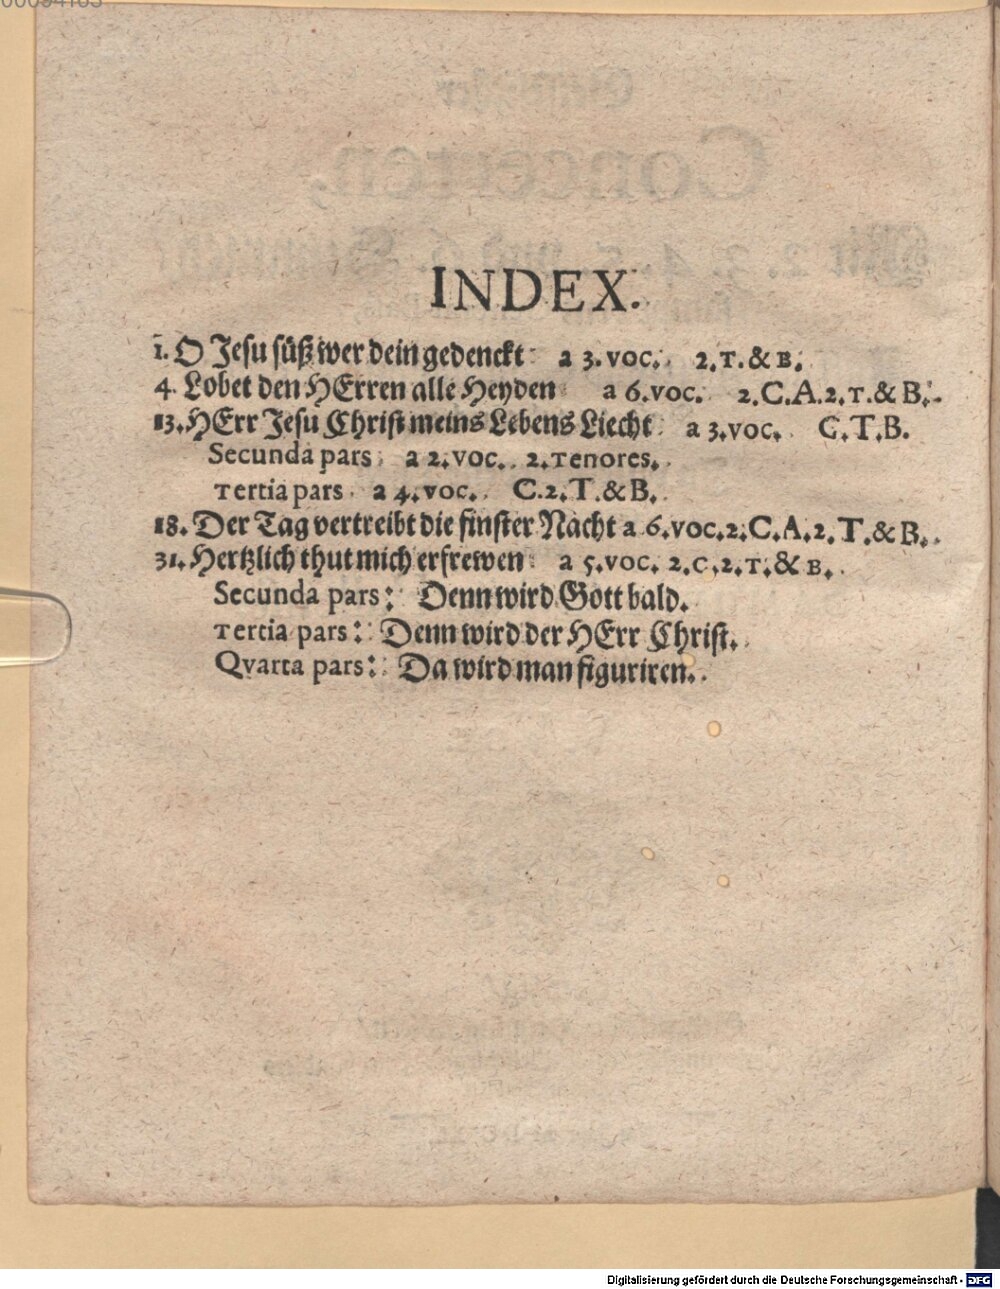 INDEX.
1. O Jesu süß wer dein gedenckt: a 3. voc. 2. T. & B.
4. Lobet den HErren alle Heyden a 6. voc. 2. C. A. 2. T. & B.
13. HErr Jesu Christ meins Lebens Liecht: a 3. voc. C. T. B.
Secunda pars: a 2. voc. 2. Tenores.
Tertia pars. a 4. voc. C. 2. T. & B.
18. Der Tag vertreibt die finster Nacht a 6. voc. 2. C. A. 2. T. & B.
31. Hertzlich thut mich erfrewen: a 5. voc. 2. C. 2. T. & B.
Secunda pars: Denn wird Gott bald.
Tertia pars: Denn wird der HErr Christ.
Qvarta pars: Da wird man figuriren.
Digitalisierung gefördert durch die Deutsche Forschungsgemeinschaft - DFG